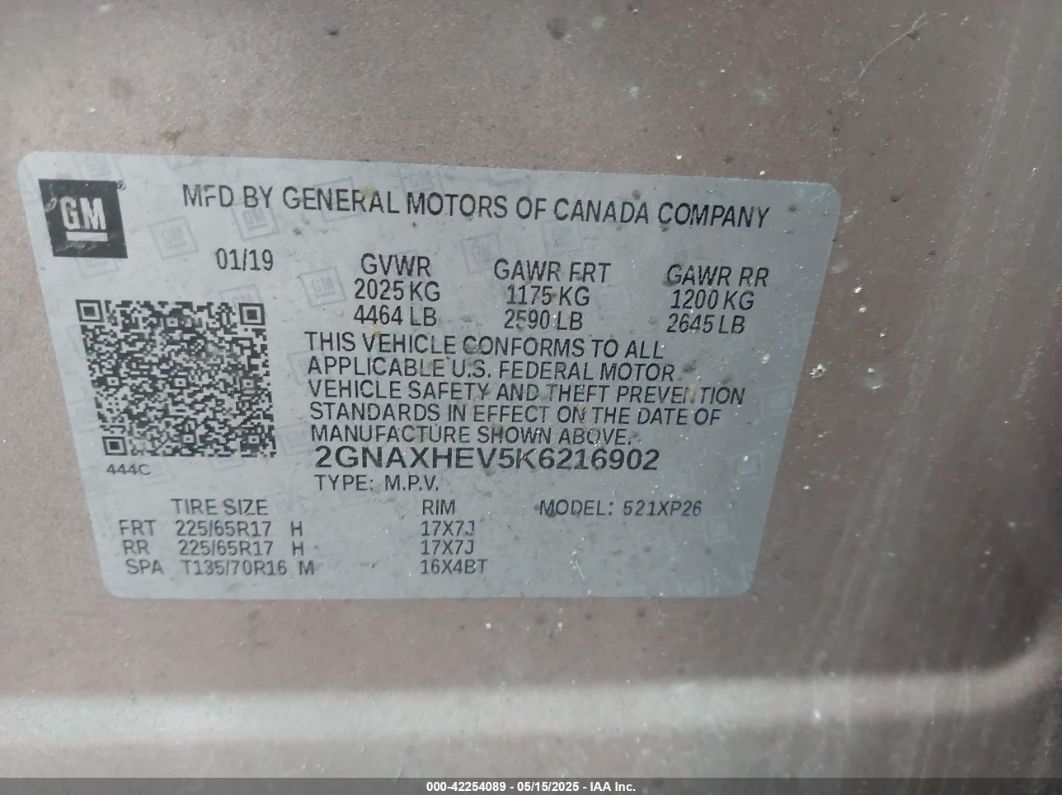 GM
MFD BY GENERAL MOTORS OF CANADA COMPANY
01/19 GVWR GAWR FRT GAWR RR
2025 KG 1175 KG 1200 KG
4464 LB 2590 LB 2645 LB
THIS VEHICLE CONFORMS TO ALL
APPLICABLE U.S. FEDERAL MOTOR
VEHICLE SAFETY AND THEFT PREVENTION
STANDARDS IN EFFECT ON THE DATE OF
MANUFACTURE SHOWN ABOVE.
444C
2GNAXHEV5K6216902
TYPE: M.P.V.
TIRE SIZE RIM MODEL: 521XP26
FRT 225/65R17 H 17X7J
RR 225/65R17 H 17X7J
SPA T135/70R16 M 16X4BT
000-42254089 - 05/15/2025 - IAA Inc.